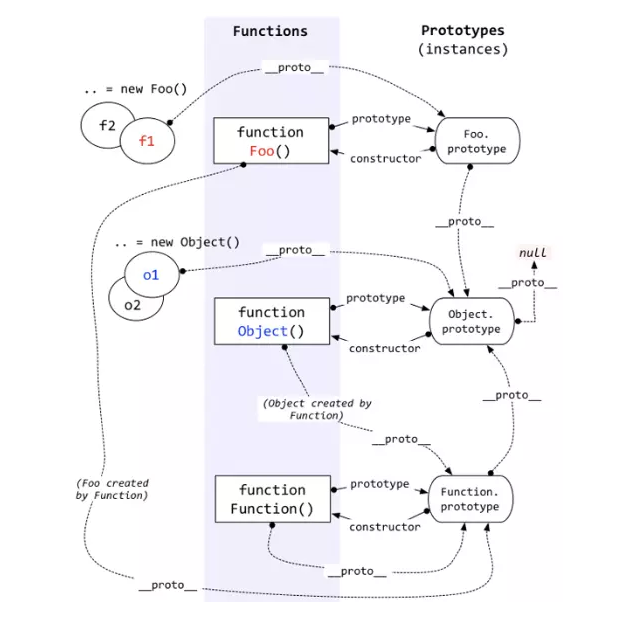 Functions
Prototypes
(instances)
__proto__
.. = new Foo()
f2
f1
function
Foo()
prototype
constructor
Foo.
prototype
__proto__
.. = new Object()
o1
o2
__proto__
null
__proto__
function
Object()
prototype
constructor
Object.
prototype
(Object created by
Function)
__proto__
__proto__
(Foo created
by Function)
function
Function()
prototype
constructor
Function.
prototype
__proto__
__proto__